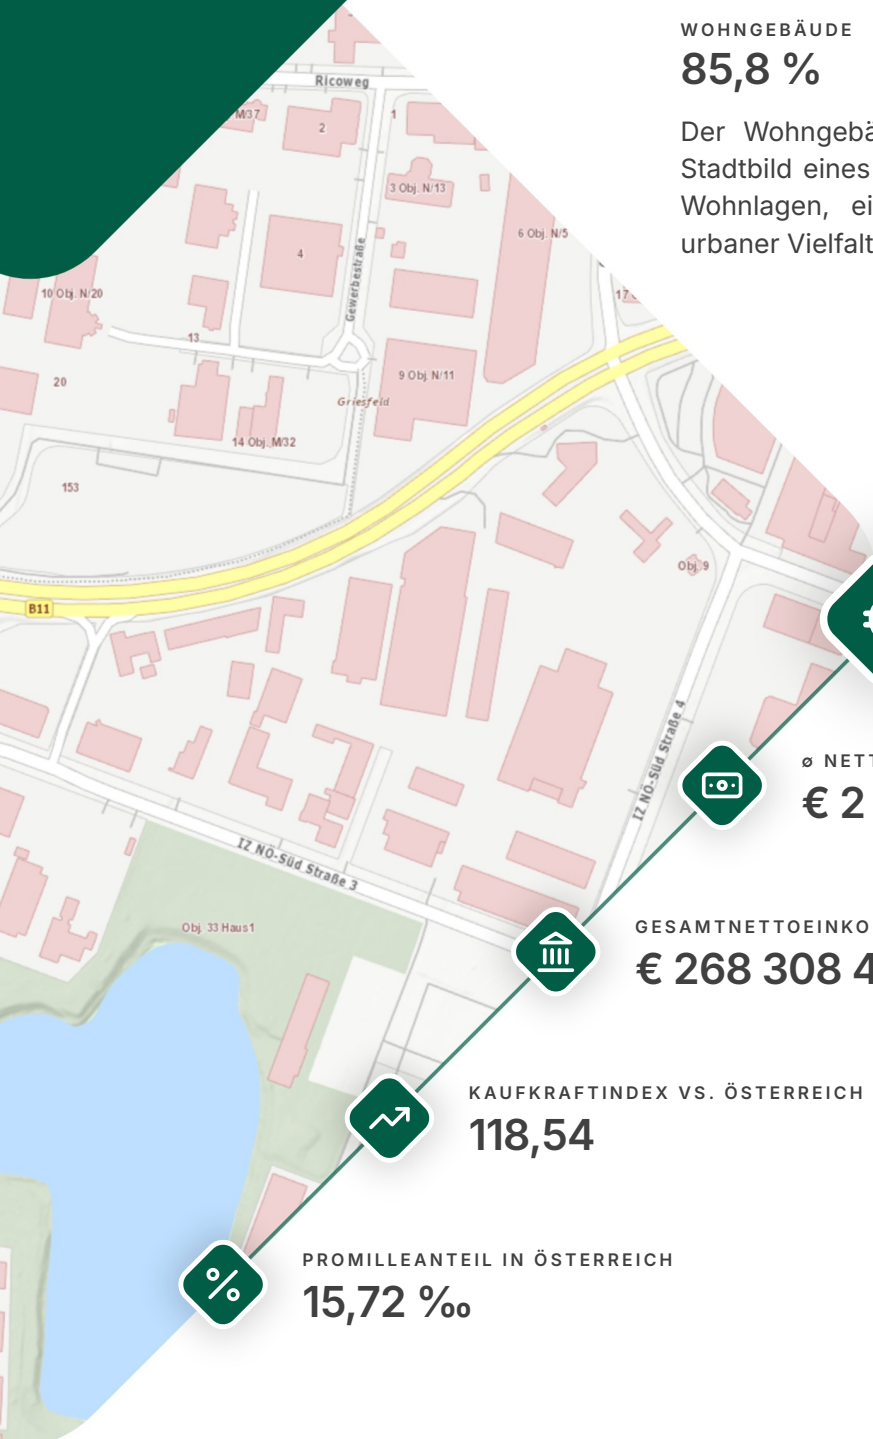 WOHNGEBÄUDE
85,8 %
Der Wohngebä
Stadtbild eines
Wohnlagen, ei
urbaner Vielfalt
Ricoweg
M/37
2
1
3 Obj. N/13
6 Obj. N/5
4
Gewerbestraße
10 Obj. N/20
17
13
20
9 Obj. N/11
Griesfeld
14 Obj. M/32
153
Obj. 9
B11
IZ NÖ-Süd Straße 4
ø NETT
€ 2
IZ NÖ-Süd Straße 3
Obj. 33 Haus1
GESAMTNETTOEINKO
€ 268 308 4
KAUFKRAFTINDEX VS. ÖSTERREICH
118,54
PROMILLEANTEIL IN ÖSTERREICH
15,72 ‰